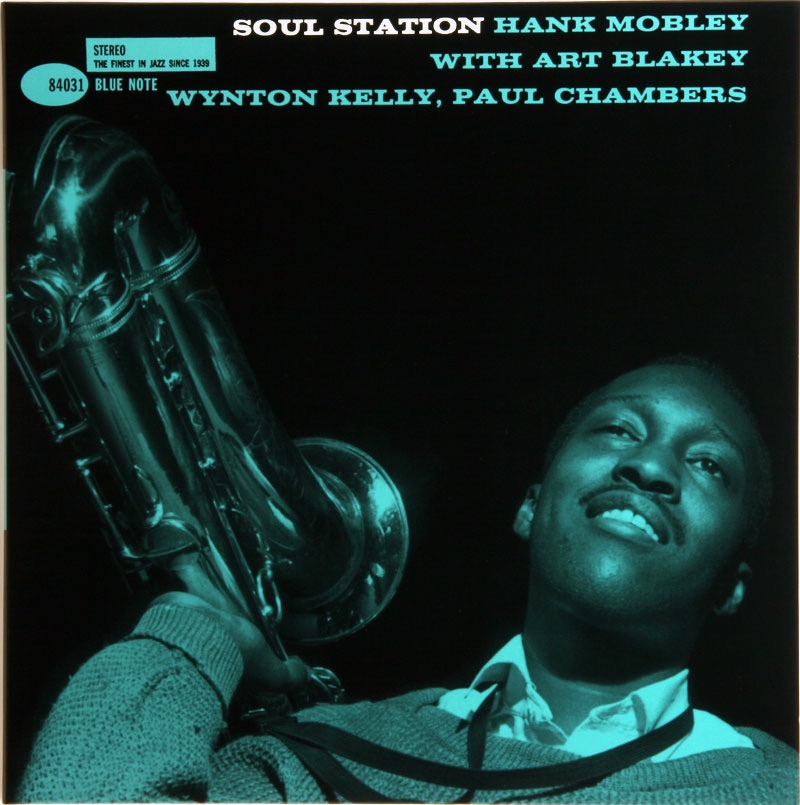 SOUL STATION HANK MOBLEY
WITH ART BLAKEY
WYNTON KELLY, PAUL CHAMBERS
STEREO
THE FINEST IN JAZZ SINCE 1939
84031 BLUE NOTE